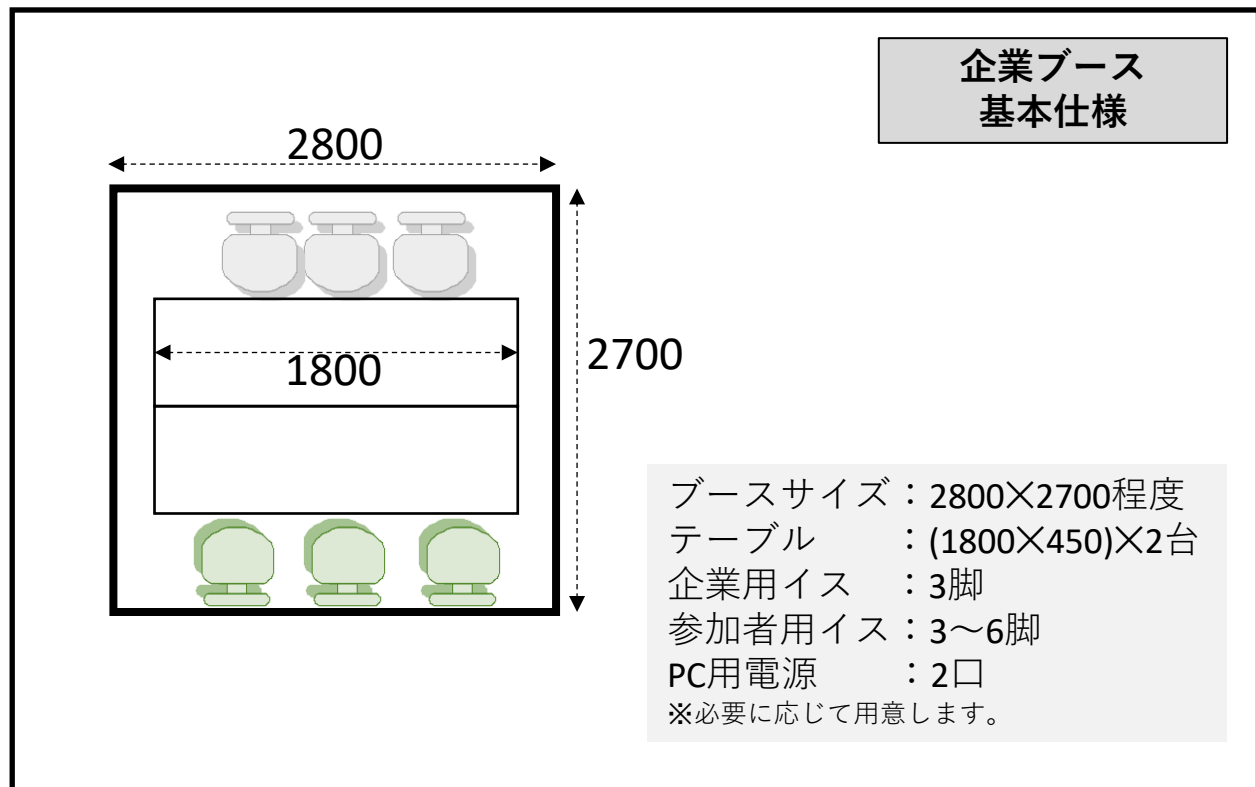 企業ブース
基本仕様
2800
2700
1800
ブースサイズ：2800×2700程度
テーブル　　：(1800×450)×2台
企業用イス　：3脚
参加者用イス：3～6脚
PC用電源　　：2口
※必要に応じて用意します。